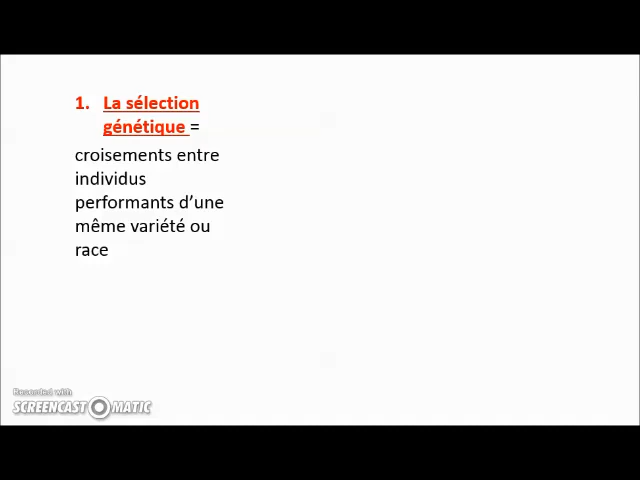 1. La sélection
génétique =
croisements entre
individus
performants d’une
même variété ou
race
Recorded with
SCREENCAST MATIC